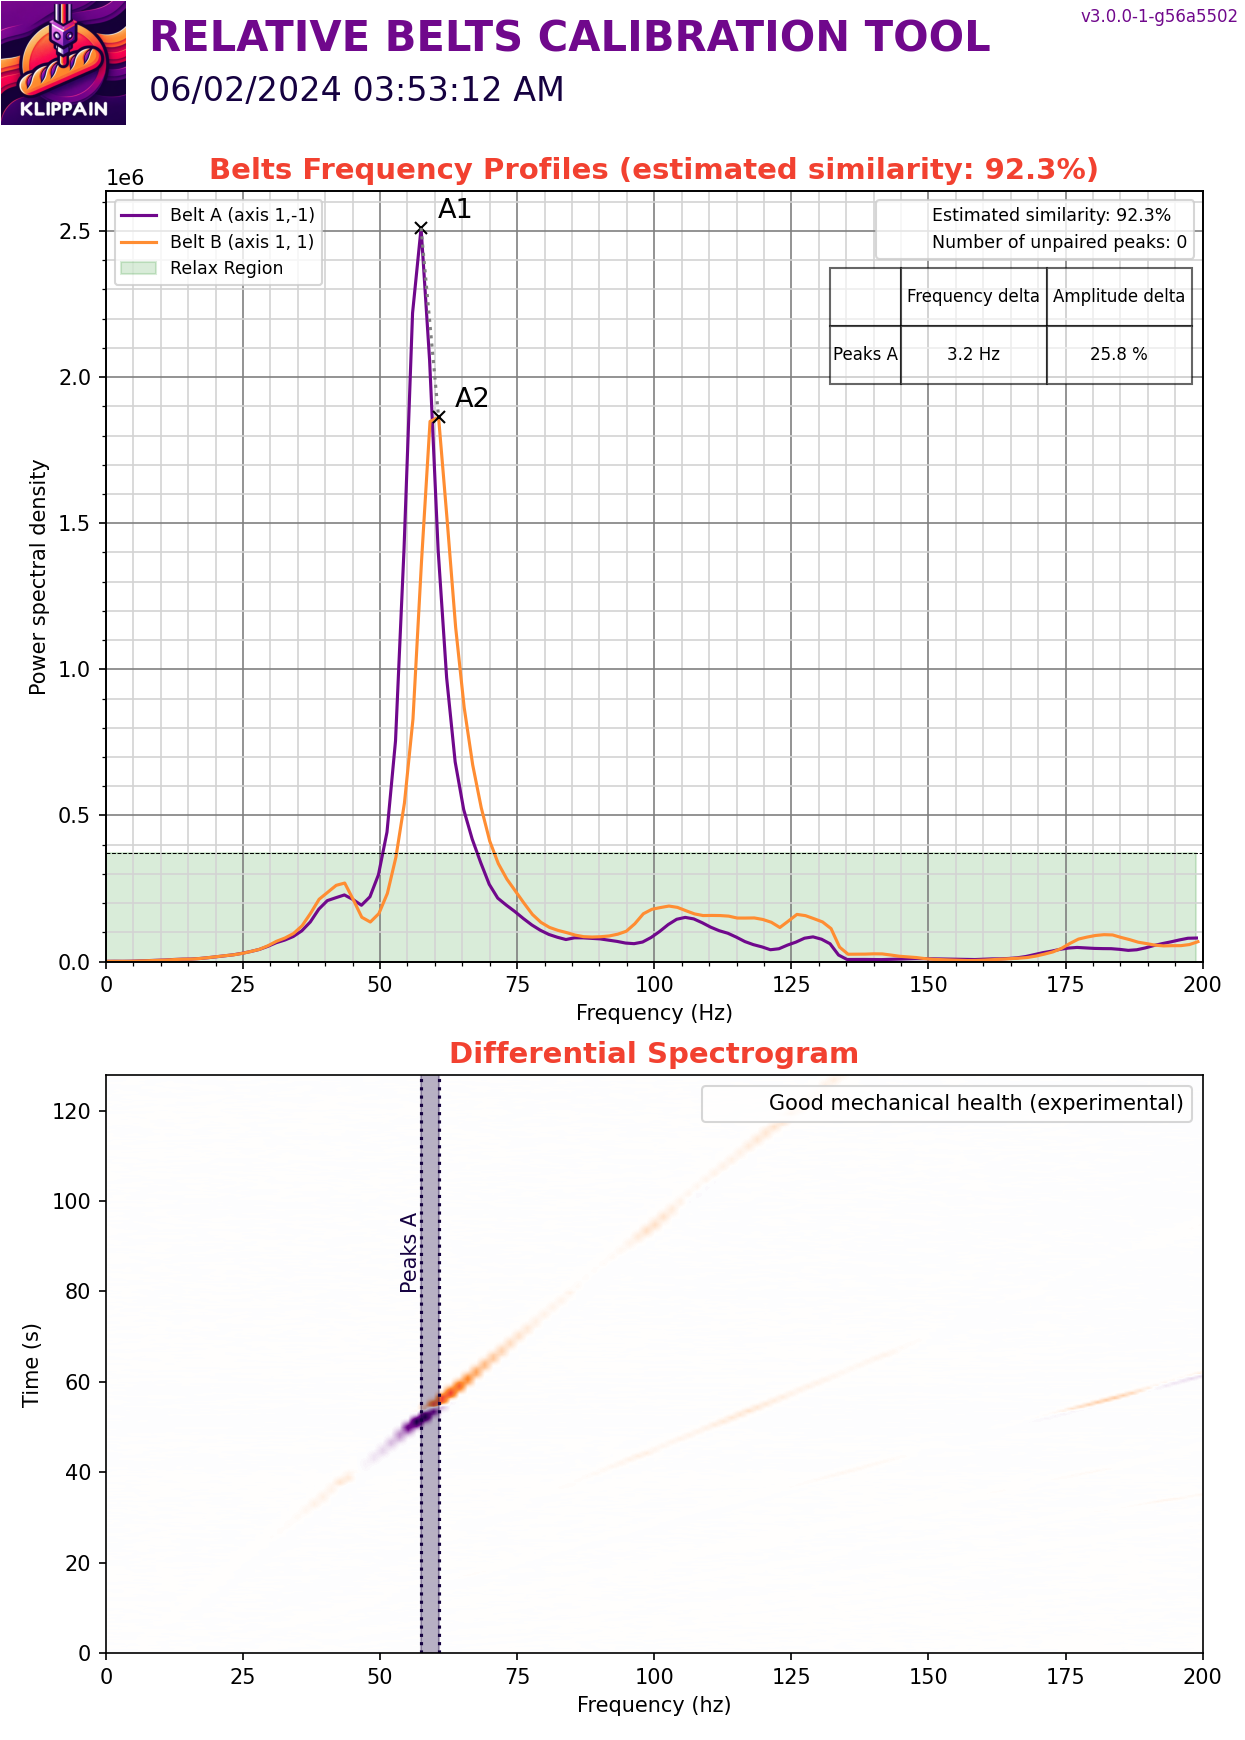 KLIPPAIN
RELATIVE BELTS CALIBRATION TOOL
v3.0.0-1-g56a5502
06/02/2024 03:53:12 AM
Belts Frequency Profiles (estimated similarity: 92.3%)
1e6
Belt A (axis 1,-1)
Belt B (axis 1, 1)
Relax Region
A1
Estimated similarity: 92.3%
Number of unpaired peaks: 0
Frequency delta Amplitude delta
Peaks A 3.2 Hz 25.8 %
A2
Power spectral density
2.5
2.0
1.5
1.0
0.5
0.0
0 25 50 75 100 125 150 175 200
Frequency (Hz)
Differential Spectrogram
Good mechanical health (experimental)
Peaks A
Time (s)
120
100
80
60
40
20
0
0 25 50 75 100 125 150 175 200
Frequency (hz)